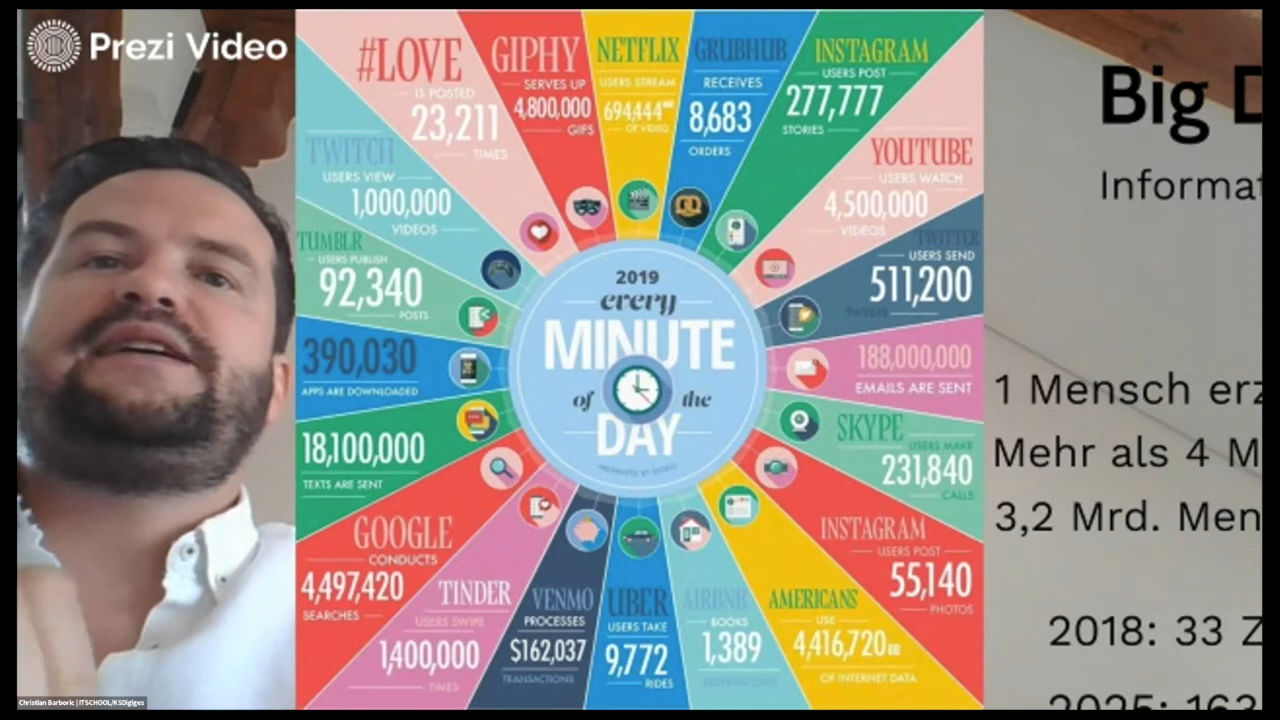 Prezi Video
#LOVE
IS POSTED
23,211
TIMES
GIPHY
SERVES UP
4,800,000
GIFS
NETFLIX
USERS STREAM
694,444
OF VIDEO
GRUBHUB
RECEIVES
8,683
ORDERS
INSTAGRAM
USERS POST
277,777
STORIES
YOUTUBE
USERS WATCH
4,500,000
VIDEOS
TWITTER
USERS SEND
511,200
TWEETS
188,000,000
EMAILS ARE SENT
SKYPE
USERS MAKE
231,840
CALLS
INSTAGRAM
USERS POST
55,140
PHOTOS
AMERICANS
USE
4,416,720 GB
OF INTERNET DATA
AIRBNB
BOOKS
1,389
UBER
USERS TAKE
9,772
RIDES
VENMO
PROCESSES
$162,037
TRANSACTIONS
TINDER
USERS SWIPE
1,400,000
TIMES
GOOGLE
CONDUCTS
4,497,420
SEARCHES
18,100,000
TEXTS ARE SENT
390,030
APPS ARE DOWNLOADED
TUMBLR
USERS PUBLISH
92,340
POSTS
TWITCH
USERS VIEW
1,000,000
VIDEOS
2019
every
MINUTE
of the
DAY
PRESENTED BY DOMO
Big D
Informat
1 Mensch erz
Mehr als 4 M
3,2 Mrd. Men
2018: 33 Z
2025: 163
Christian Barboric | ITSCHOOL/KSDigiges